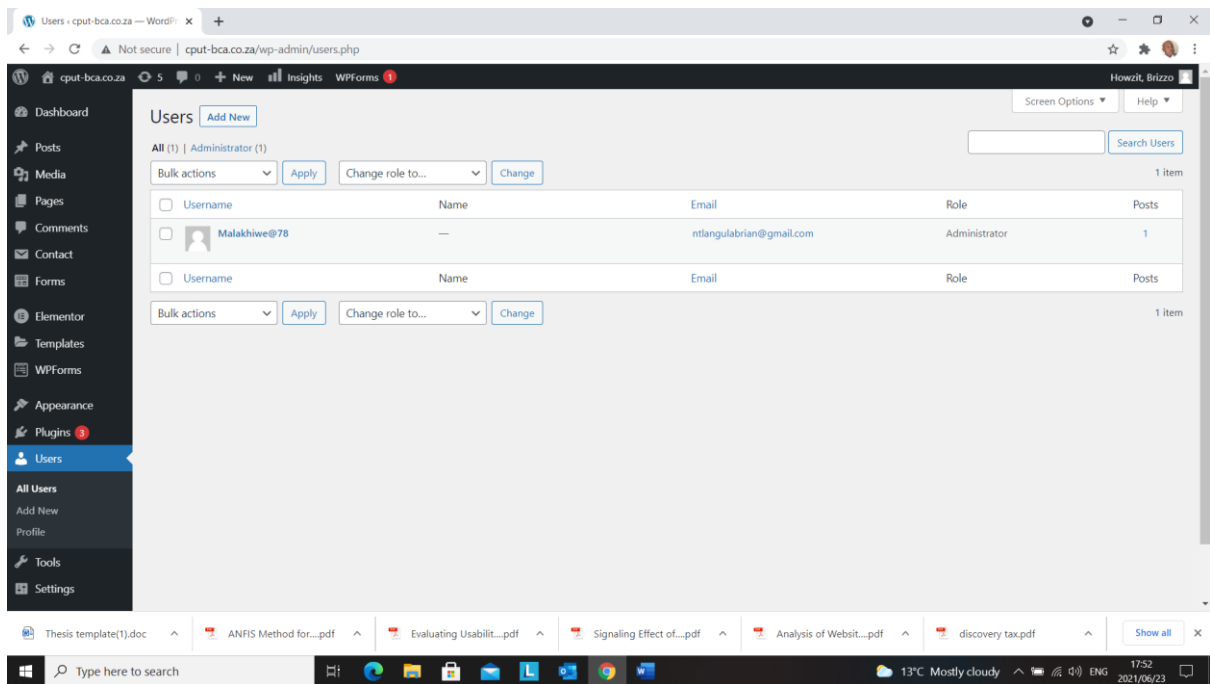 Users ‹ cput-bca.co.za — WordPr
Not secure | cput-bca.co.za/wp-admin/users.php
cput-bca.co.za 5 0 + New Insights WPForms 1 Howzit, Brizzo
Screen Options ▼ Help ▼
Dashboard
Posts
Media
Pages
Comments
Contact
Forms
Elementor
Templates
WPForms
Appearance
Plugins 3
Users
All Users
Add New
Profile
Tools
Settings
Users Add New
All (1) | Administrator (1)
Search Users
Bulk actions Apply Change role to... Change 1 item
Username Name Email Role Posts
Malakhiwe@78 — ntlangulabrian@gmail.com Administrator 1
Username Name Email Role Posts
Bulk actions Apply Change role to... Change 1 item
Thesis template(1).doc ANFIS Method for....pdf Evaluating Usabilit....pdf Signaling Effect of....pdf Analysis of Websit....pdf discovery tax.pdf Show all
Type here to search L W 13°C Mostly cloudy ENG 17:52
2021/06/23